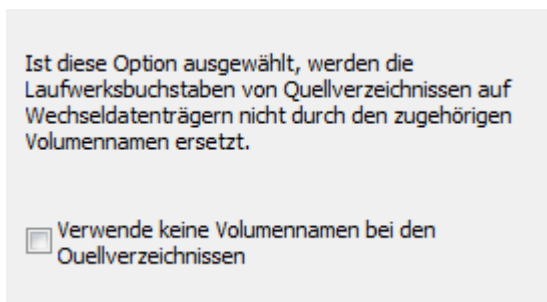 Ist diese Option ausgewählt, werden die
Laufwerksbuchstaben von Quellverzeichnissen auf
Wechseldatenträgern nicht durch den zugehörigen
Volumennamen ersetzt.
Verwende keine Volumennamen bei den
Quellverzeichnissen